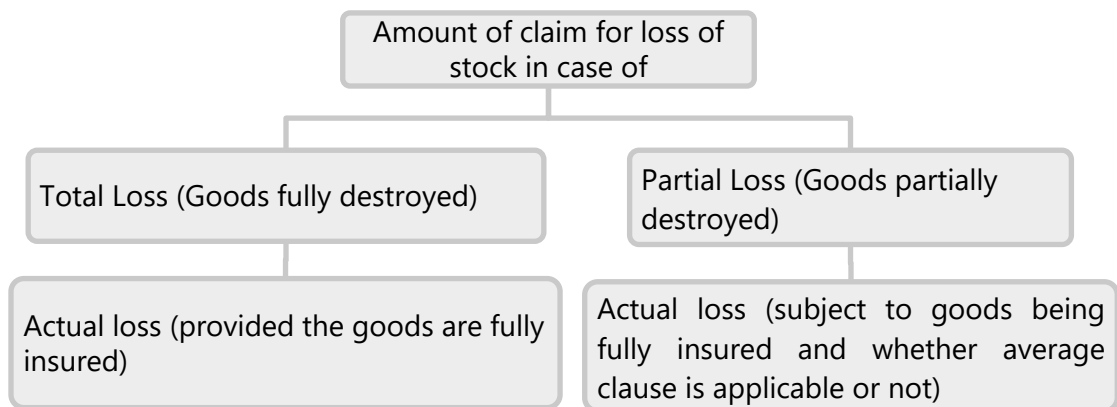 Amount of claim for loss of
stock in case of
Total Loss (Goods fully destroyed)
Partial Loss (Goods partially
destroyed)
Actual loss (provided the goods are fully
insured)
Actual loss (subject to goods being
fully insured and whether average
clause is applicable or not)